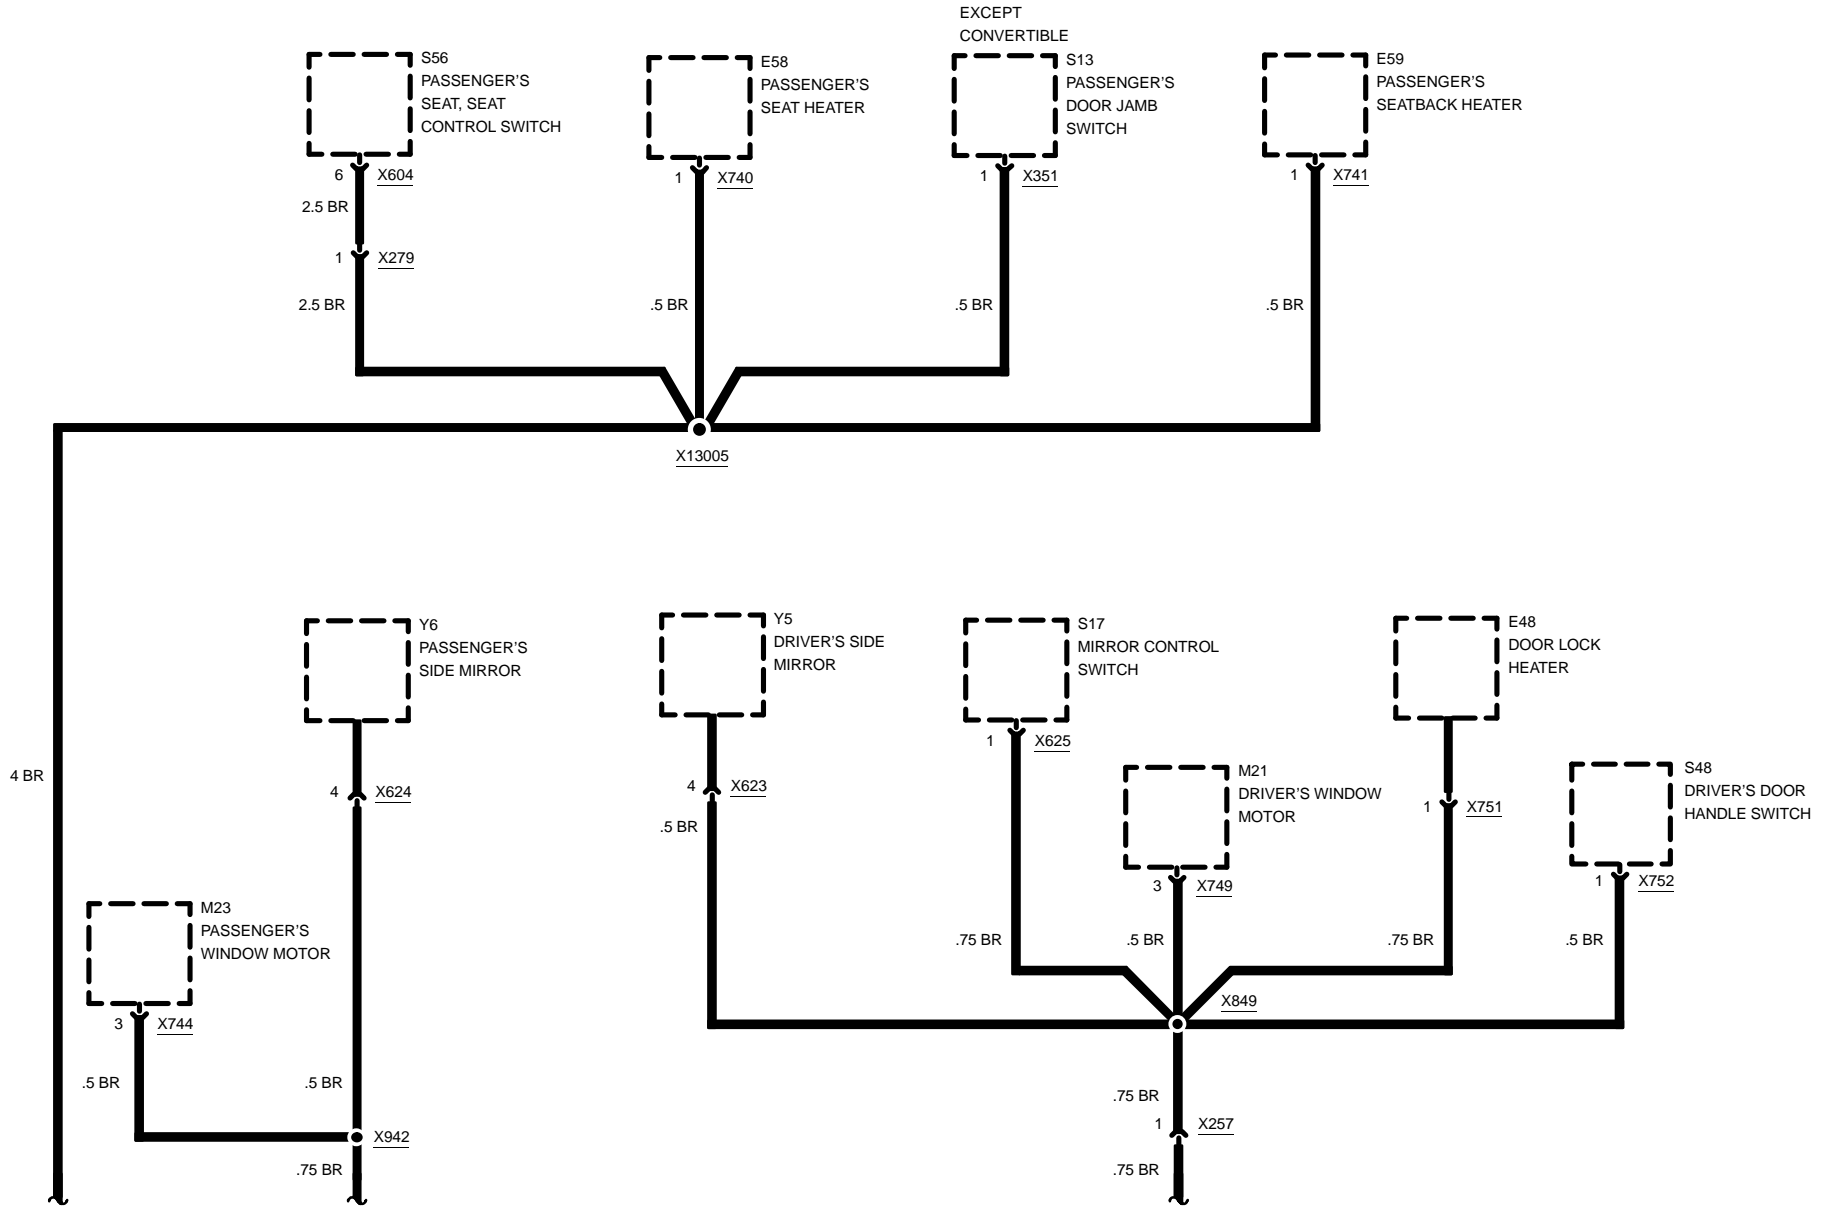 EXCEPT
CONVERTIBLE
S56
PASSENGER’S
SEAT, SEAT
CONTROL SWITCH
E58
PASSENGER’S
SEAT HEATER
S13
PASSENGER’S
DOOR JAMB
SWITCH
E59
PASSENGER’S
SEATBACK HEATER
6 X604
1 X740
1 X351
1 X741
2.5 BR
1 X279
2.5 BR
.5 BR
.5 BR
.5 BR
X13005
Y6
PASSENGER’S
SIDE MIRROR
Y5
DRIVER’S SIDE
MIRROR
S17
MIRROR CONTROL
SWITCH
E48
DOOR LOCK
HEATER
1 X625
4 BR
4 X624
4 X623
.5 BR
M21
DRIVER’S WINDOW
MOTOR
1 X751
S48
DRIVER’S DOOR
HANDLE SWITCH
3 X749
1 X752
M23
PASSENGER’S
WINDOW MOTOR
.75 BR
.5 BR
.75 BR
.5 BR
X849
3 X744
.5 BR
.5 BR
.75 BR
X942
1 X257
.75 BR
.75 BR